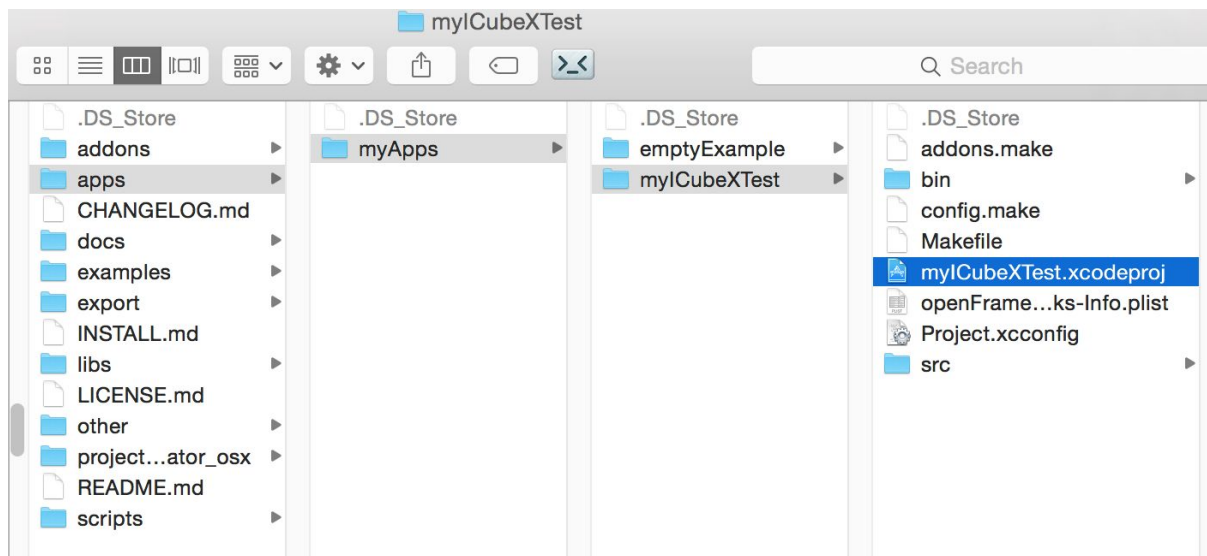 myICubeXTest
Search
.DS_Store
addons
apps
CHANGELOG.md
docs
examples
export
INSTALL.md
libs
LICENSE.md
other
project...ator_osx
README.md
scripts
.DS_Store
myApps
.DS_Store
emptyExample
myICubeXTest
.DS_Store
addons.make
bin
config.make
Makefile
myICubeXTest.xcodeproj
openFrame...ks-Info.plist
Project.xcconfig
src